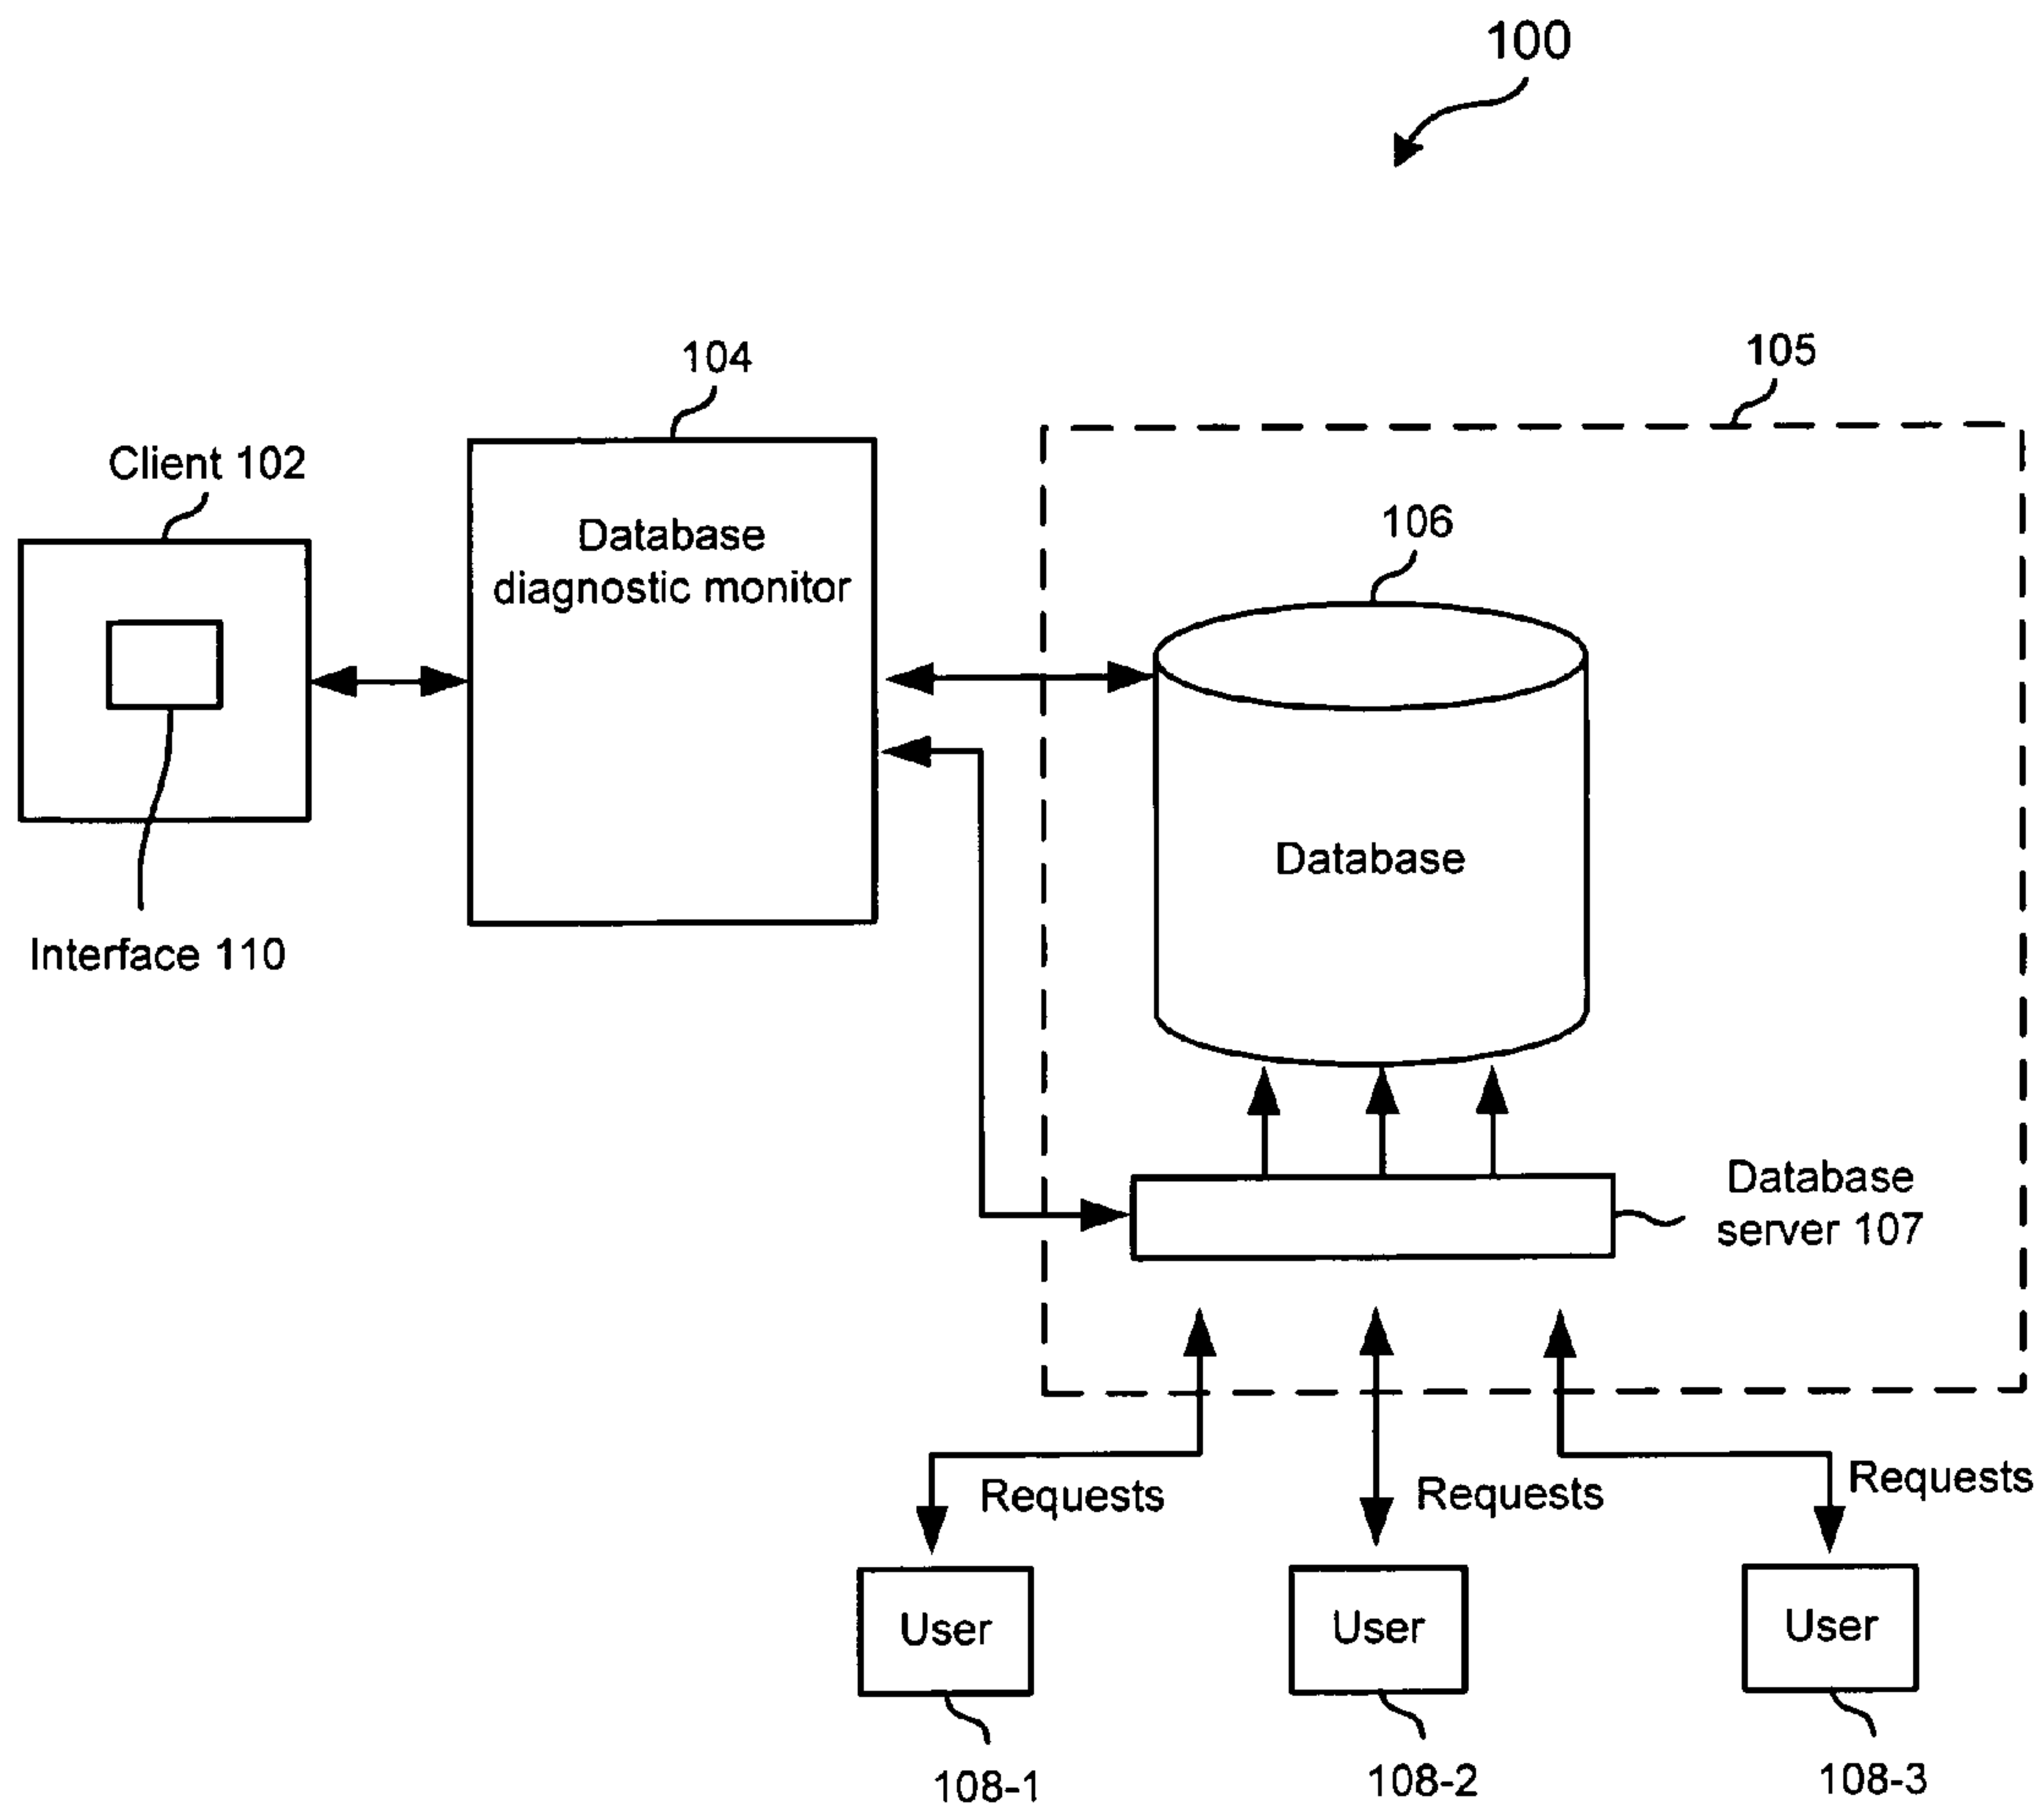 100
104
105
Client 102
106
Database
diagnostic monitor
Database
Interface 110
Database
server 107
Requests
Requests
Requests
User
User
User
108-1
108-2
108-3